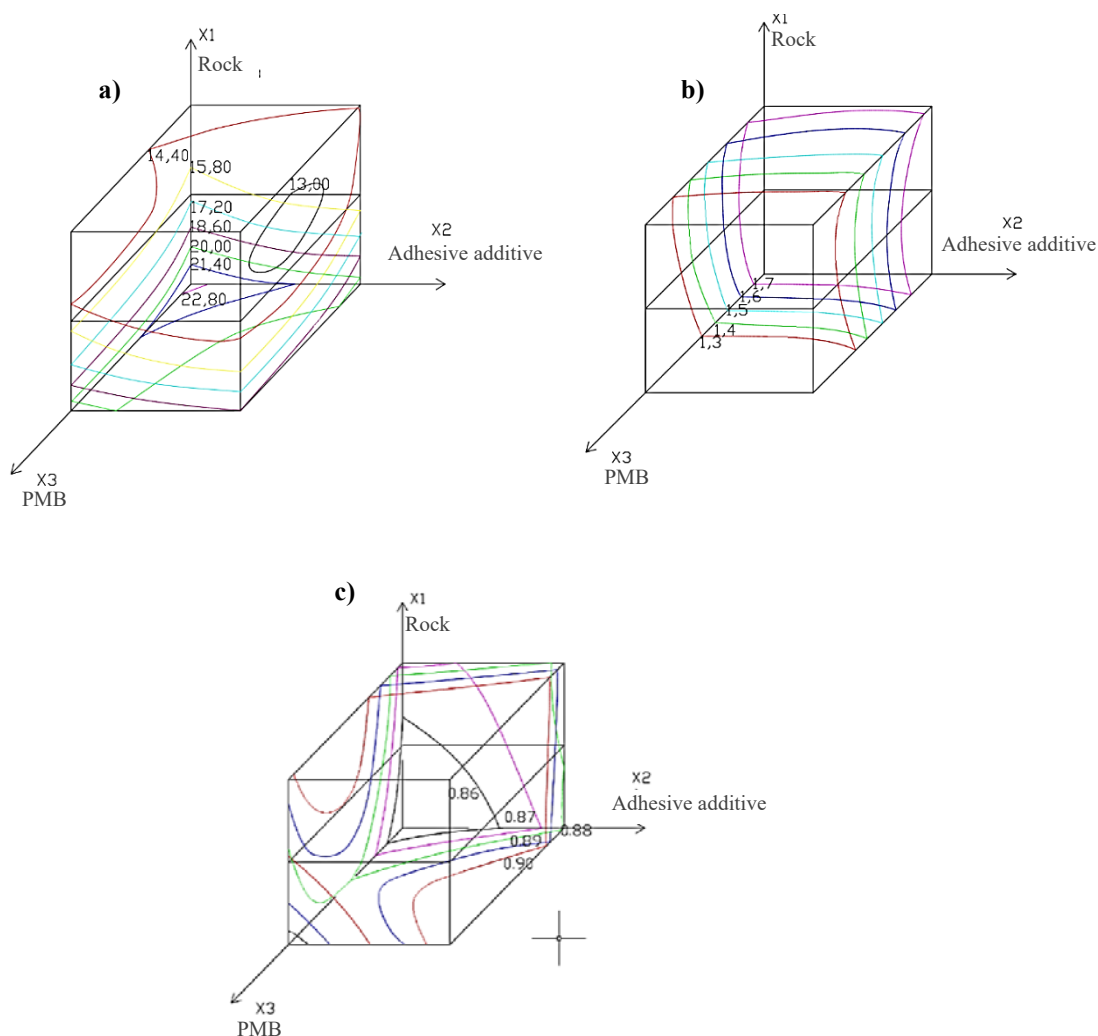 a)
X1
Rock
14,40
15,80
13,00
17,20
18,60
20,00
21,40
22,80
X2
Adhesive additive
X3
PMB
b)
X1
Rock
X2
Adhesive additive
1,7
1,6
1,5
1,4
1,3
X3
PMB
c)
X1
Rock
X2
Adhesive additive
0.86
0.87
0.88
0.89
0.90
X3
PMB